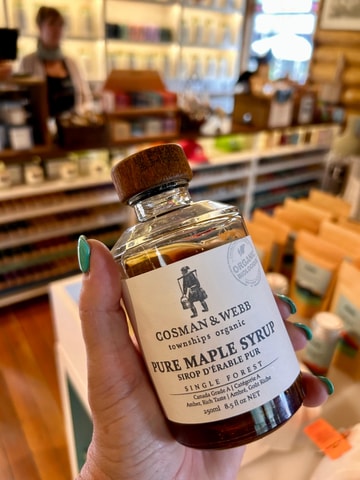 COSMAN & WEBB
townships organic
PURE MAPLE SYRUP
SIROP D'ÉRABLE PUR
SINGLE FOREST
Canada Grade A | Catégorie A
Amber, Rich Taste | Ambré, Goût Riche
250ml 8.5 fl oz NET
ORGANIC
BIOLOGIQUE